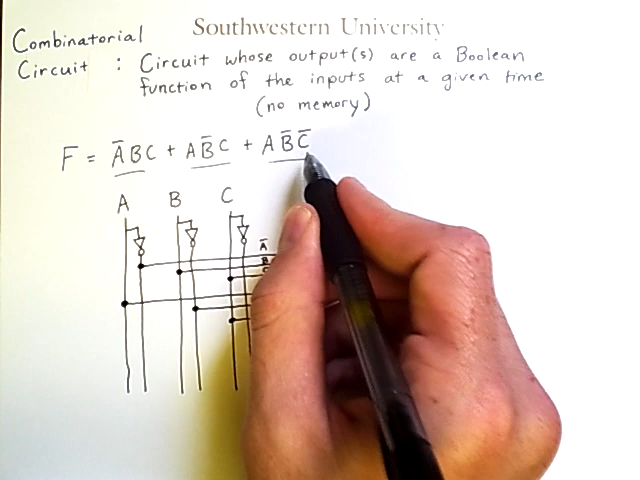 Southwestern University
Combinatorial
Circuit : Circuit whose output(s) are a Boolean
function of the inputs at a given time
(no memory)
F = A̅BC + AB̅C + AB̅C̅
A B C
A̅
B